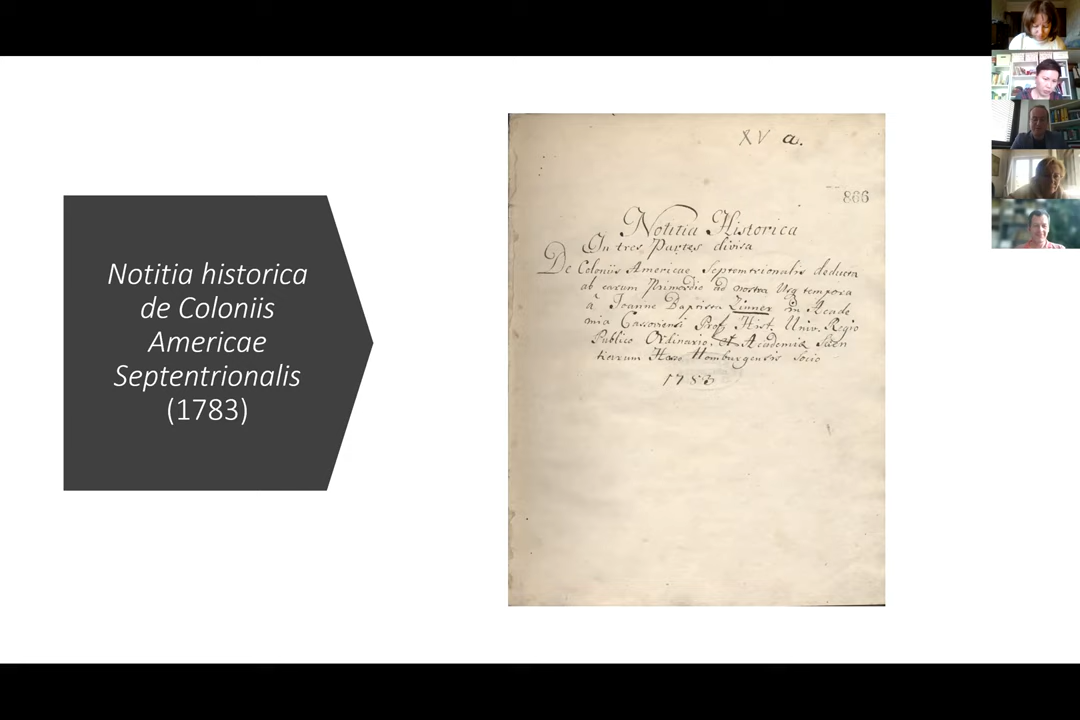 Notitia historica
de Coloniis
Americae
Septentrionalis
(1783)
XV a.
866
Notitia Historica
In tres Partes divisa
De Coloniis Americae Septemtrionalis deducta
ab earum Primordio ad nostra Usq tempora
à Joanne Baptista Zinner in Acade
mia Cassoviensi Prof. Hist. Univ. Regio
Publico Ordinario, et Academiae Scien
tiarum Hasso Homburgensis Socio
1783